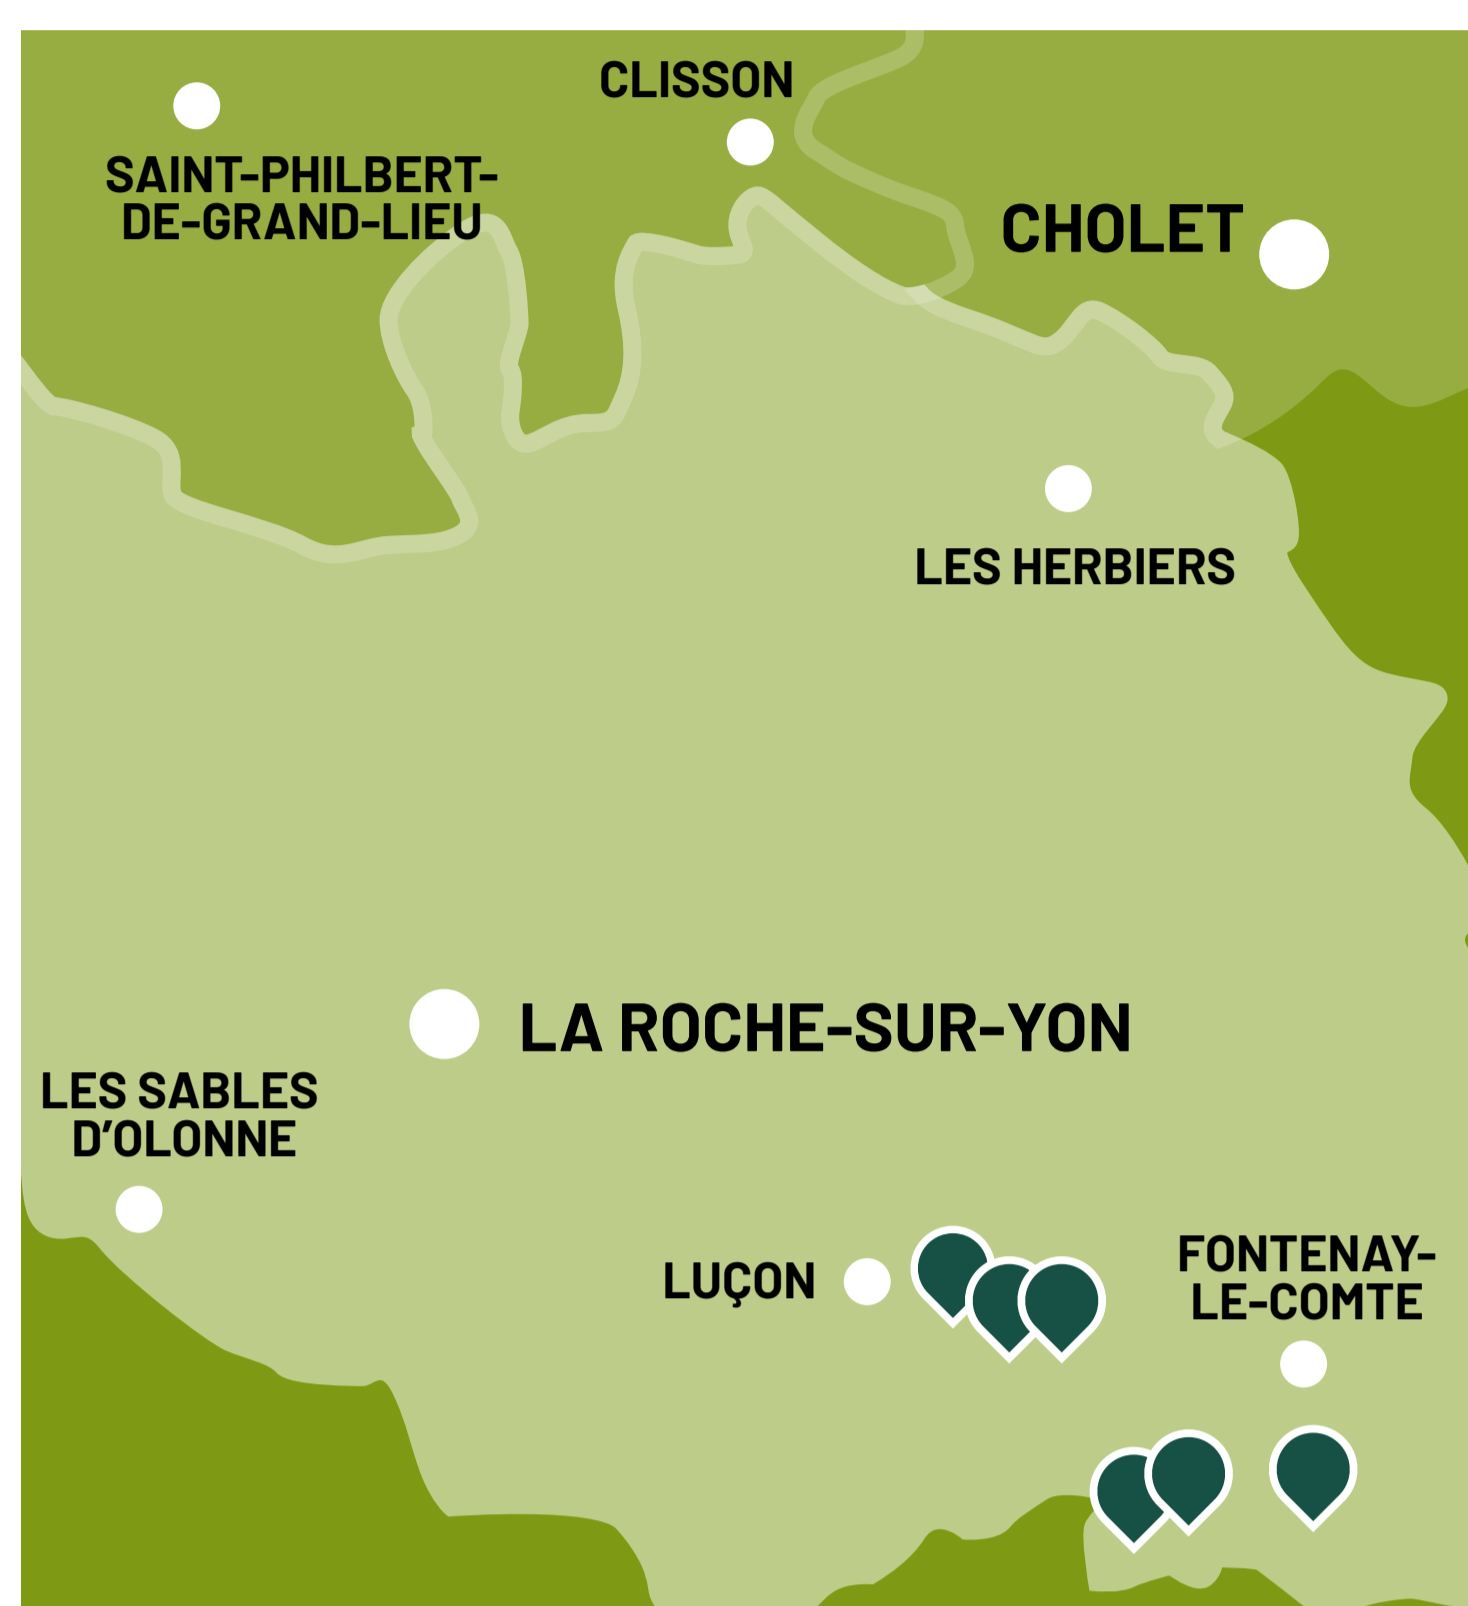 CLISSON
SAINT-PHILBERT-
DE-GRAND-LIEU
CHOLET
LES HERBIERS
LA ROCHE-SUR-YON
LES SABLES
D’OLONNE
LUÇON
FONTENAY-
LE-COMTE